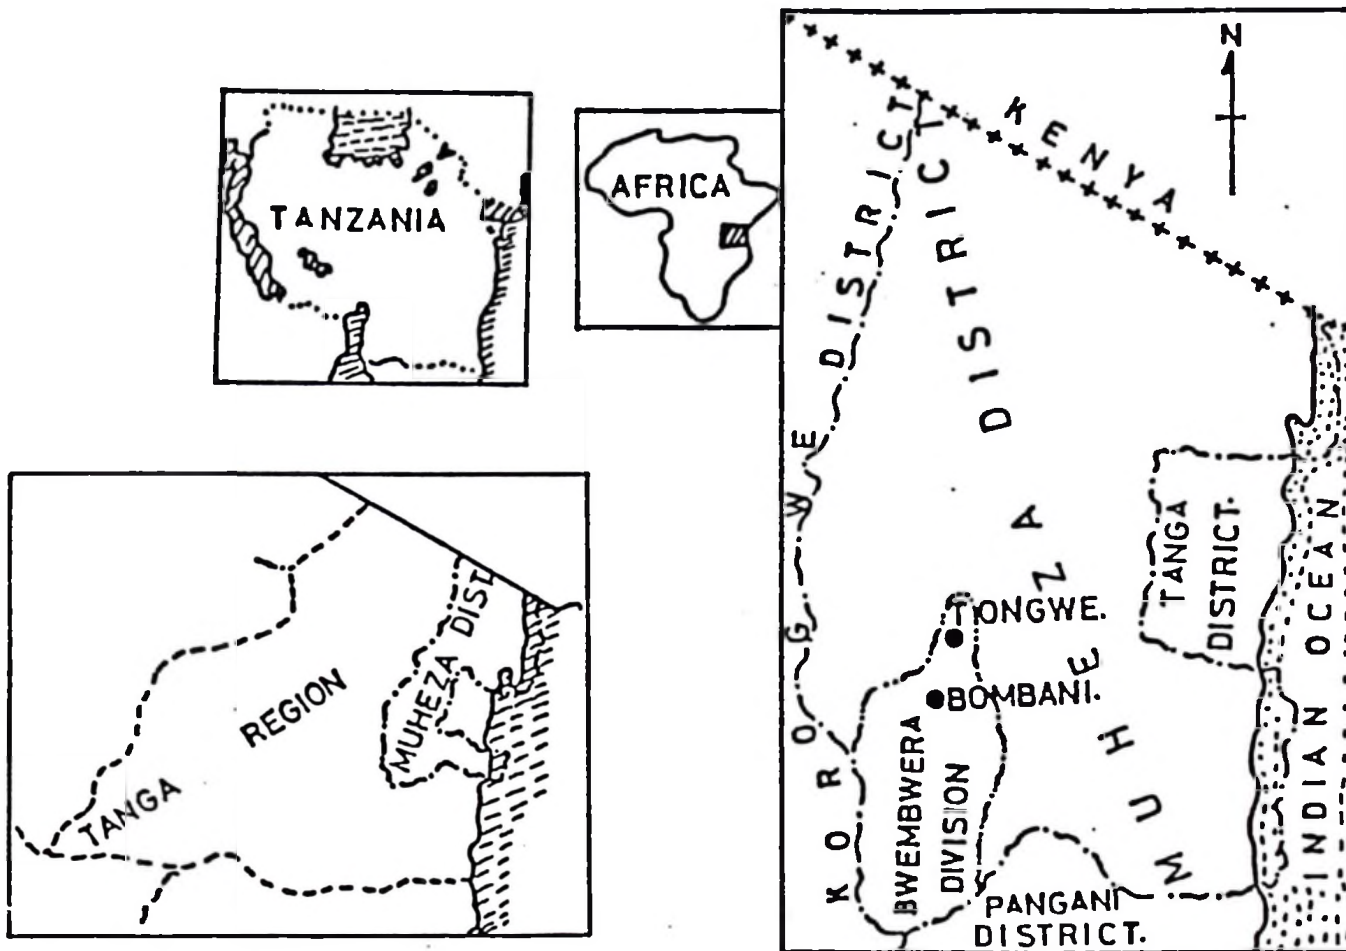 TANZANIA
AFRICA
TANGA REGION
MUHEZA DIST
N
KENYA
KOROGWE DISTRICT
MUHEZA DISTRICT
TANGA
DISTRICT.
INDIAN OCEAN
TONGWE.
BOMBANI.
BWEMBWERA
DIVISION
PANGANI
DISTRICT.